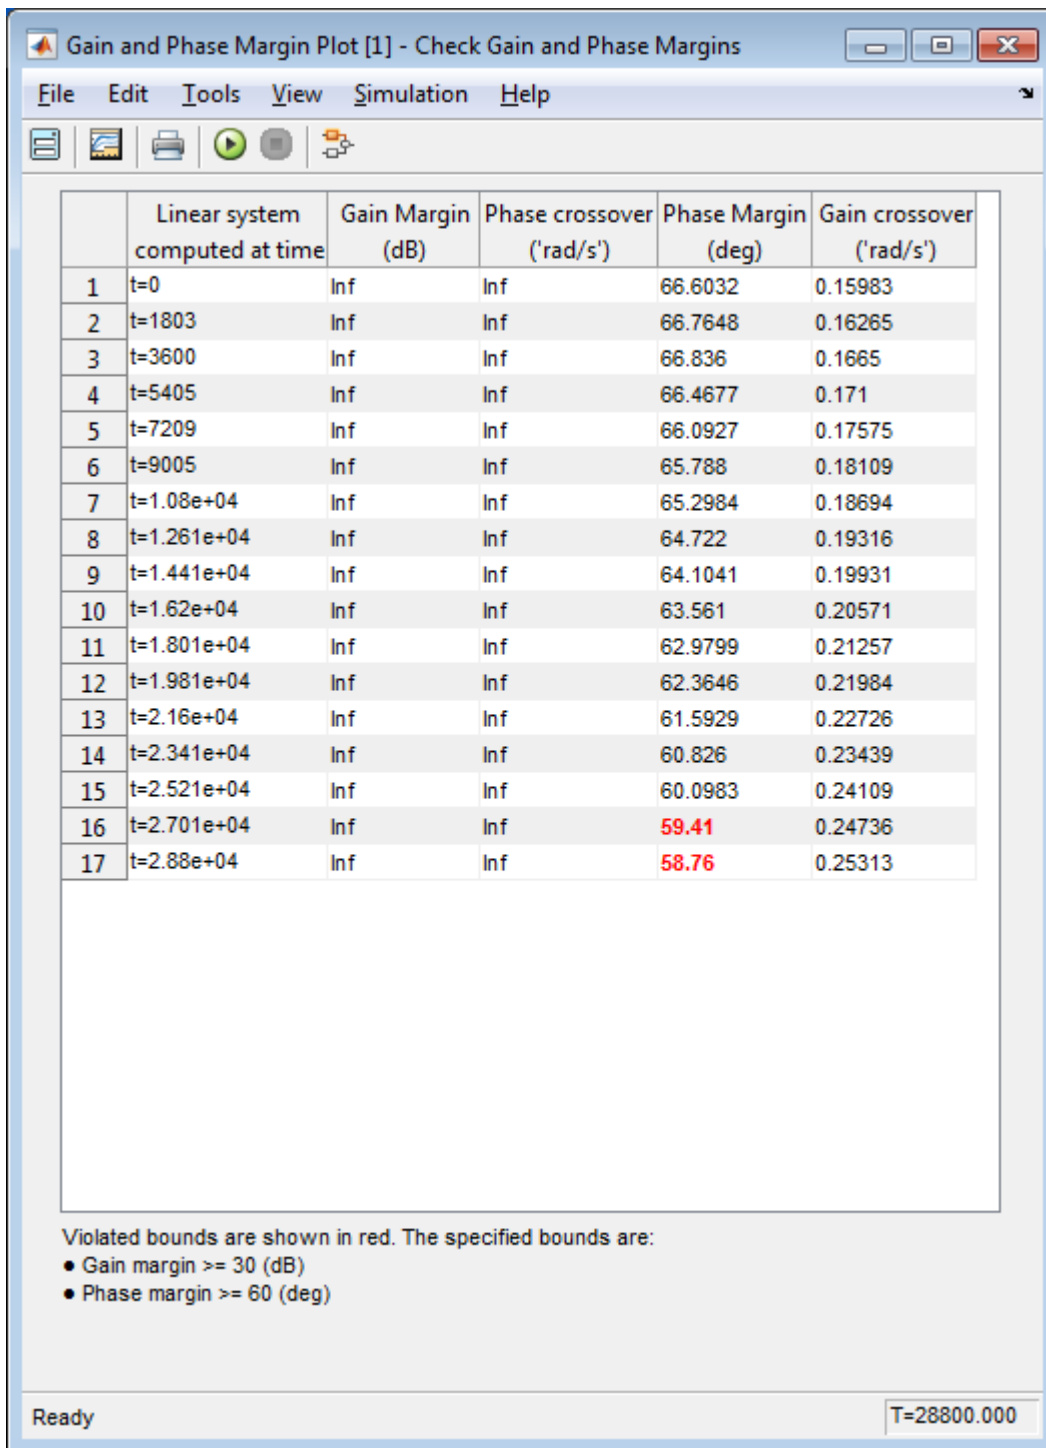 Gain and Phase Margin Plot [1] - Check Gain and Phase Margins
File Edit Tools View Simulation Help
Linear system Gain Margin Phase crossover Phase Margin Gain crossover
computed at time (dB) ('rad/s') (deg) ('rad/s')
1 t=0 Inf Inf 66.6032 0.15983
2 t=1803 Inf Inf 66.7648 0.16265
3 t=3600 Inf Inf 66.836 0.1665
4 t=5405 Inf Inf 66.4677 0.171
5 t=7209 Inf Inf 66.0927 0.17575
6 t=9005 Inf Inf 65.788 0.18109
7 t=1.08e+04 Inf Inf 65.2984 0.18694
8 t=1.261e+04 Inf Inf 64.722 0.19316
9 t=1.441e+04 Inf Inf 64.1041 0.19931
10 t=1.62e+04 Inf Inf 63.561 0.20571
11 t=1.801e+04 Inf Inf 62.9799 0.21257
12 t=1.981e+04 Inf Inf 62.3646 0.21984
13 t=2.16e+04 Inf Inf 61.5929 0.22726
14 t=2.341e+04 Inf Inf 60.826 0.23439
15 t=2.521e+04 Inf Inf 60.0983 0.24109
16 t=2.701e+04 Inf Inf 59.41 0.24736
17 t=2.88e+04 Inf Inf 58.76 0.25313
Violated bounds are shown in red. The specified bounds are:
● Gain margin >= 30 (dB)
● Phase margin >= 60 (deg)
Ready T=28800.000